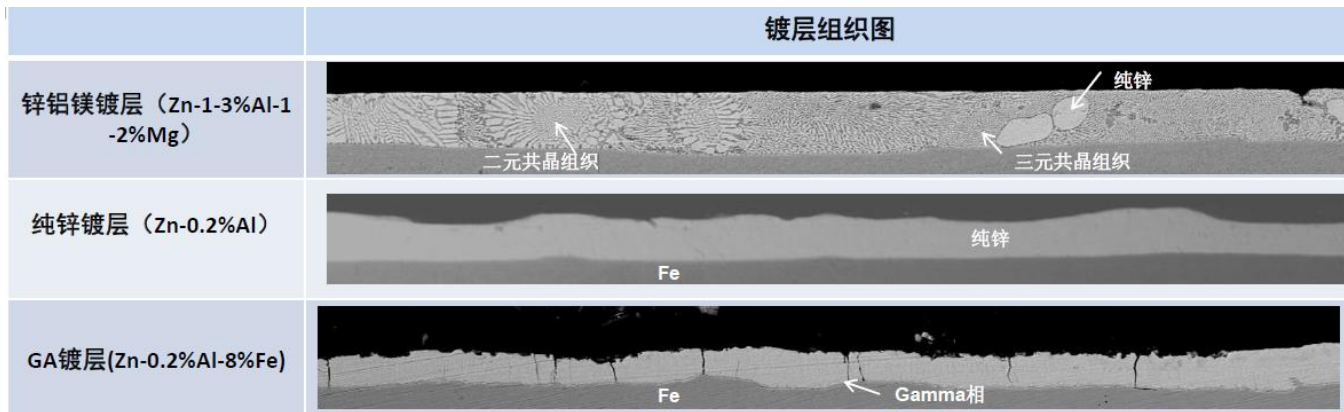 镀层组织图
锌铝镁镀层（Zn-1-3%Al-1
-2%Mg）
纯锌
二元共晶组织
三元共晶组织
纯锌镀层（Zn-0.2%Al）
纯锌
Fe
GA镀层(Zn-0.2%Al-8%Fe)
Fe
Gamma相